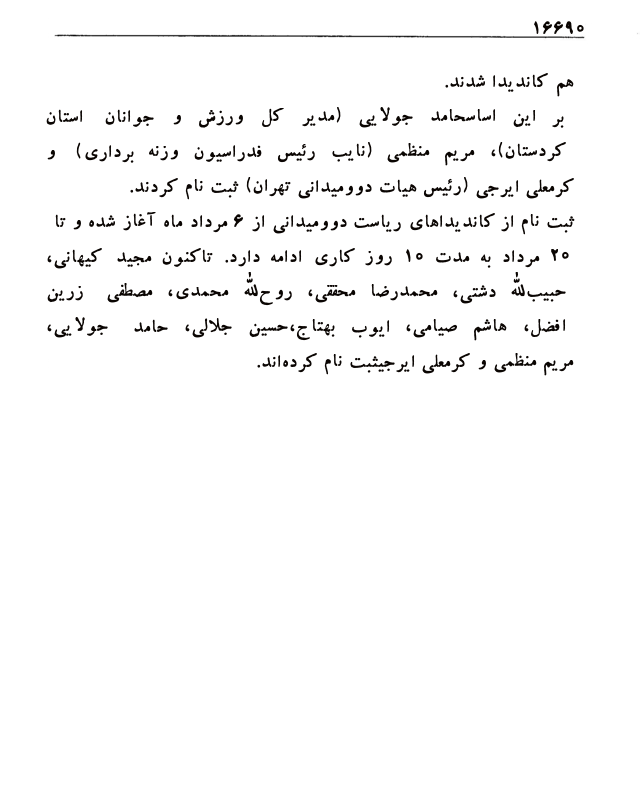 ۱۶۶۹۰
هم کاندیدا شدند.
بر این اساسحامد جولایی (مدیر کل ورزش و جوانان استان
کردستان)، مریم منظمی (نایب رئیس فدراسیون وزنه برداری) و
کرمعلی ایرجی (رئیس هیات دوومیدانی تهران) ثبت نام کردند.
ثبت نام از کاندیداهای ریاست دوومیدانی از ۶ مرداد ماه آغاز شده و تا
۲۰ مرداد به مدت ۱۰ روز کاری ادامه دارد. تاکنون مجید کیهانی،
حبیب‌الله دشتی، محمدرضا محققی، روح‌الله محمدی، مصطفی زرین
افضل، هاشم صیامی، ایوب بهتاج،حسین جلالی، حامد جولایی،
مریم منظمی و کرمعلی ایرجیثبت نام کرده‌اند.